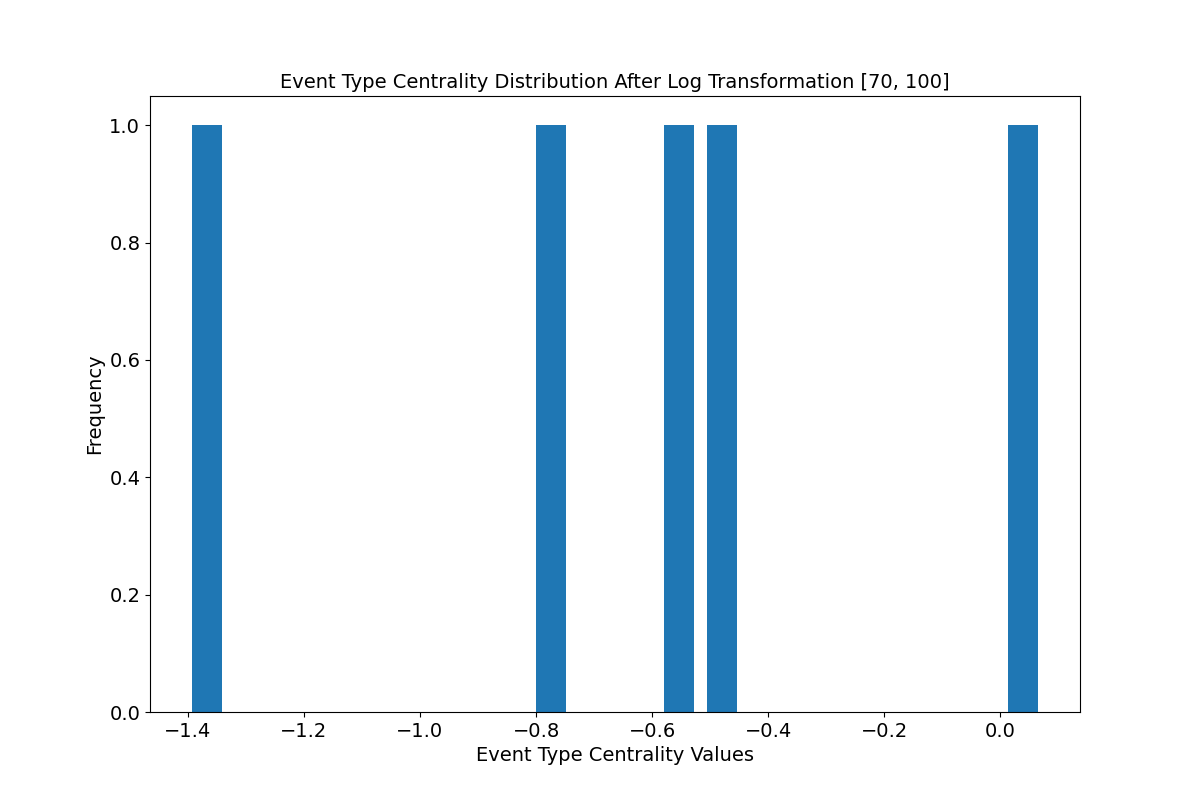 Event Type Centrality Distribution After Log Transformation [70, 100]
1.0
0.8
0.6
0.4
0.2
0.0
Frequency
−1.4 −1.2 −1.0 −0.8 −0.6 −0.4 −0.2 0.0
Event Type Centrality Values